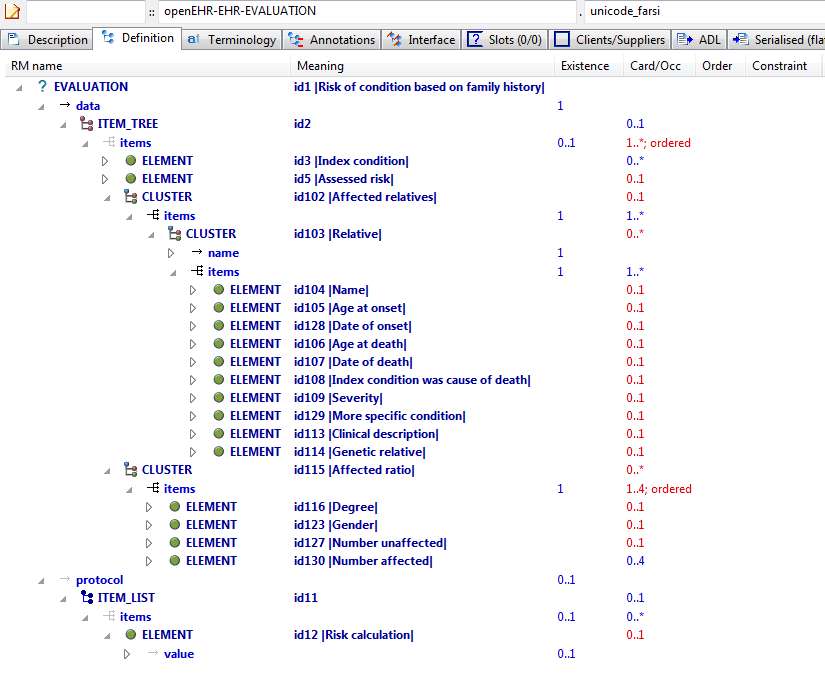 :: openEHR-EHR-EVALUATION . unicode_farsi
Description Definition Terminology Annotations Interface Slots (0/0) Clients/Suppliers ADL Serialised (flat
RM name Meaning Existence Card/Occ Order Constraint
? EVALUATION id1 |Risk of condition based on family history|
data 1
ITEM_TREE id2 0..1
items 0..1 1..*; ordered
ELEMENT id3 |Index condition| 0..*
ELEMENT id5 |Assessed risk| 0..1
CLUSTER id102 |Affected relatives| 0..1
items 1 1..*
CLUSTER id103 |Relative| 0..*
name 1
items 1 1..*
ELEMENT id104 |Name| 0..1
ELEMENT id105 |Age at onset| 0..1
ELEMENT id128 |Date of onset| 0..1
ELEMENT id106 |Age at death| 0..1
ELEMENT id107 |Date of death| 0..1
ELEMENT id108 |Index condition was cause of death| 0..1
ELEMENT id109 |Severity| 0..1
ELEMENT id129 |More specific condition| 0..1
ELEMENT id113 |Clinical description| 0..1
ELEMENT id114 |Genetic relative| 0..1
CLUSTER id115 |Affected ratio| 0..*
items 1 1..4; ordered
ELEMENT id116 |Degree| 0..1
ELEMENT id123 |Gender| 0..1
ELEMENT id127 |Number unaffected| 0..1
ELEMENT id130 |Number affected| 0..4
protocol 0..1
ITEM_LIST id11 0..1
items 0..1 0..*
ELEMENT id12 |Risk calculation| 0..1
value 0..1